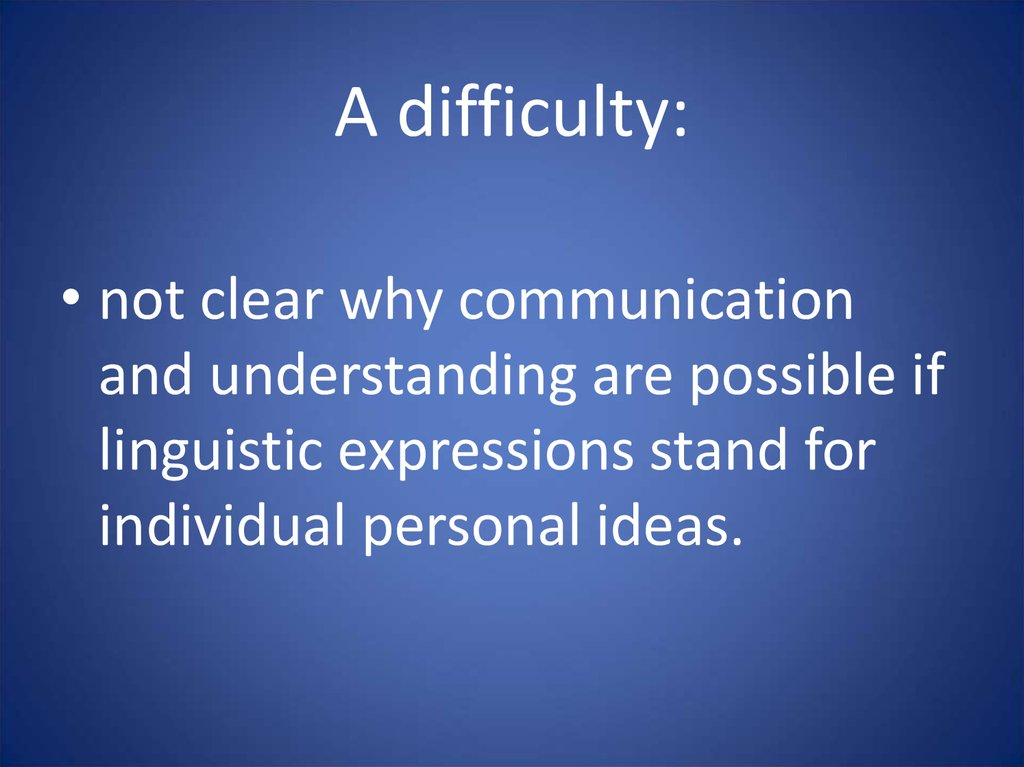 A difficulty:
• not clear why communication
and understanding are possible if
linguistic expressions stand for
individual personal ideas.